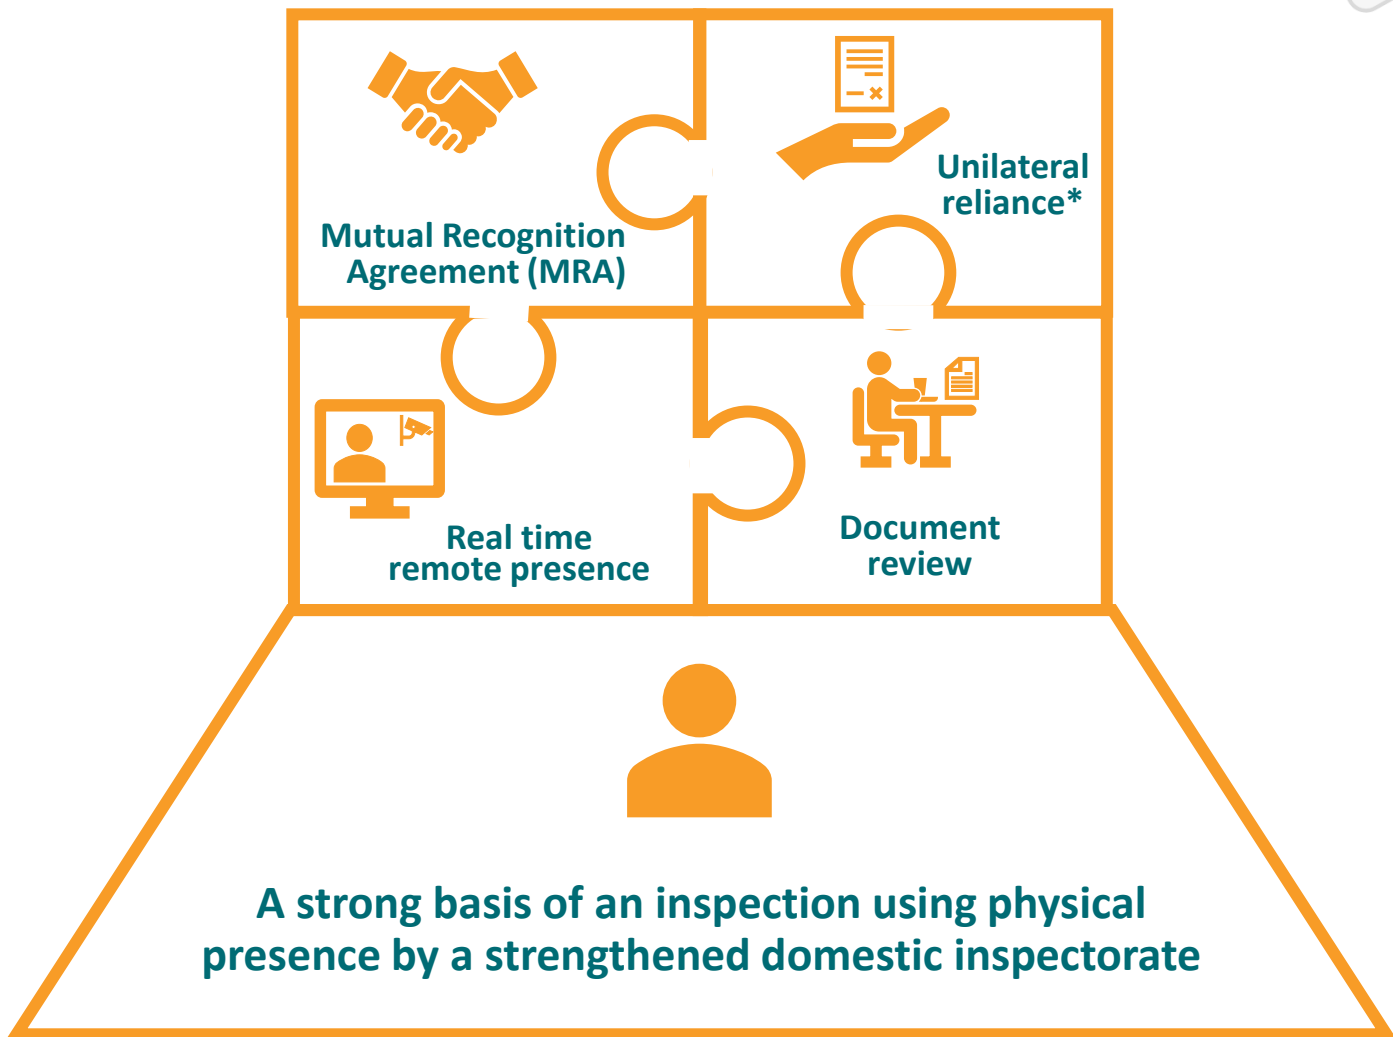 Mutual Recognition
Agreement (MRA)
Unilateral
reliance*
Real time
remote presence
Document
review
A strong basis of an inspection using physical
presence by a strengthened domestic inspectorate